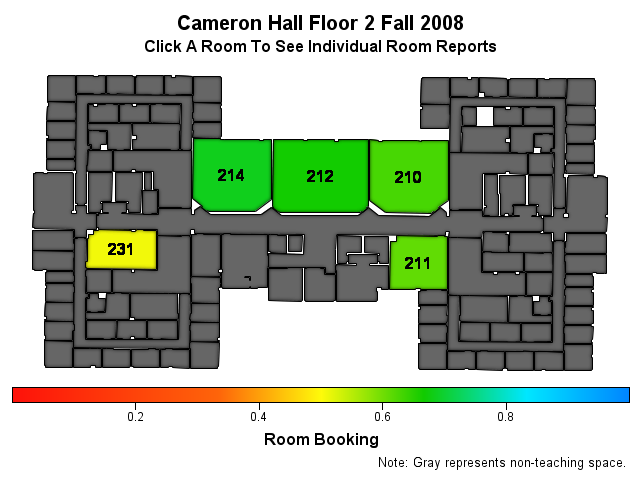 Cameron Hall Floor 2 Fall 2008
Click A Room To See Individual Room Reports
214
212
210
231
211
0.2
0.4
0.6
0.8
Room Booking
Note: Gray represents non-teaching space.